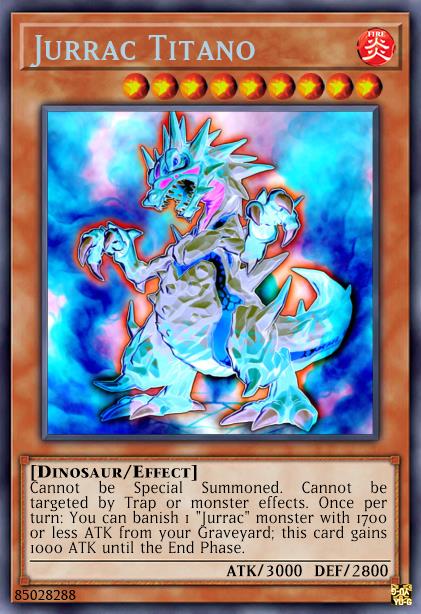 Jurrac Titano
FIRE
炎
[Dinosaur/Effect]
Cannot be Special Summoned. Cannot be
targeted by Trap or monster effects. Once per
turn: You can banish 1 "Jurrac" monster with 1700
or less ATK from your Graveyard; this card gains
1000 ATK until the End Phase.
ATK/3000 DEF/2800
85028288